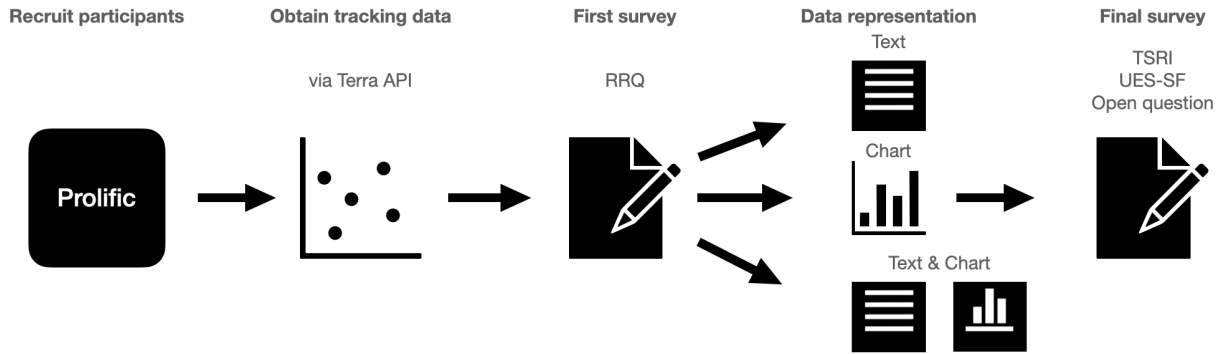 Recruit participants
Obtain tracking data
First survey
Data representation
Final survey
via Terra API
RRQ
Text
Chart
Text & Chart
TSRI
UES-SF
Open question
Prolific